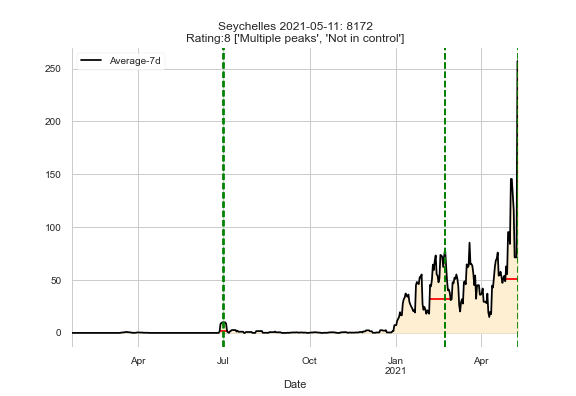 Seychelles 2021-05-11: 8172
Rating:8 ['Multiple peaks', 'Not in control']
Average-7d
250
200
150
100
50
0
Apr
Jul
Oct
Jan
2021
Apr
Date